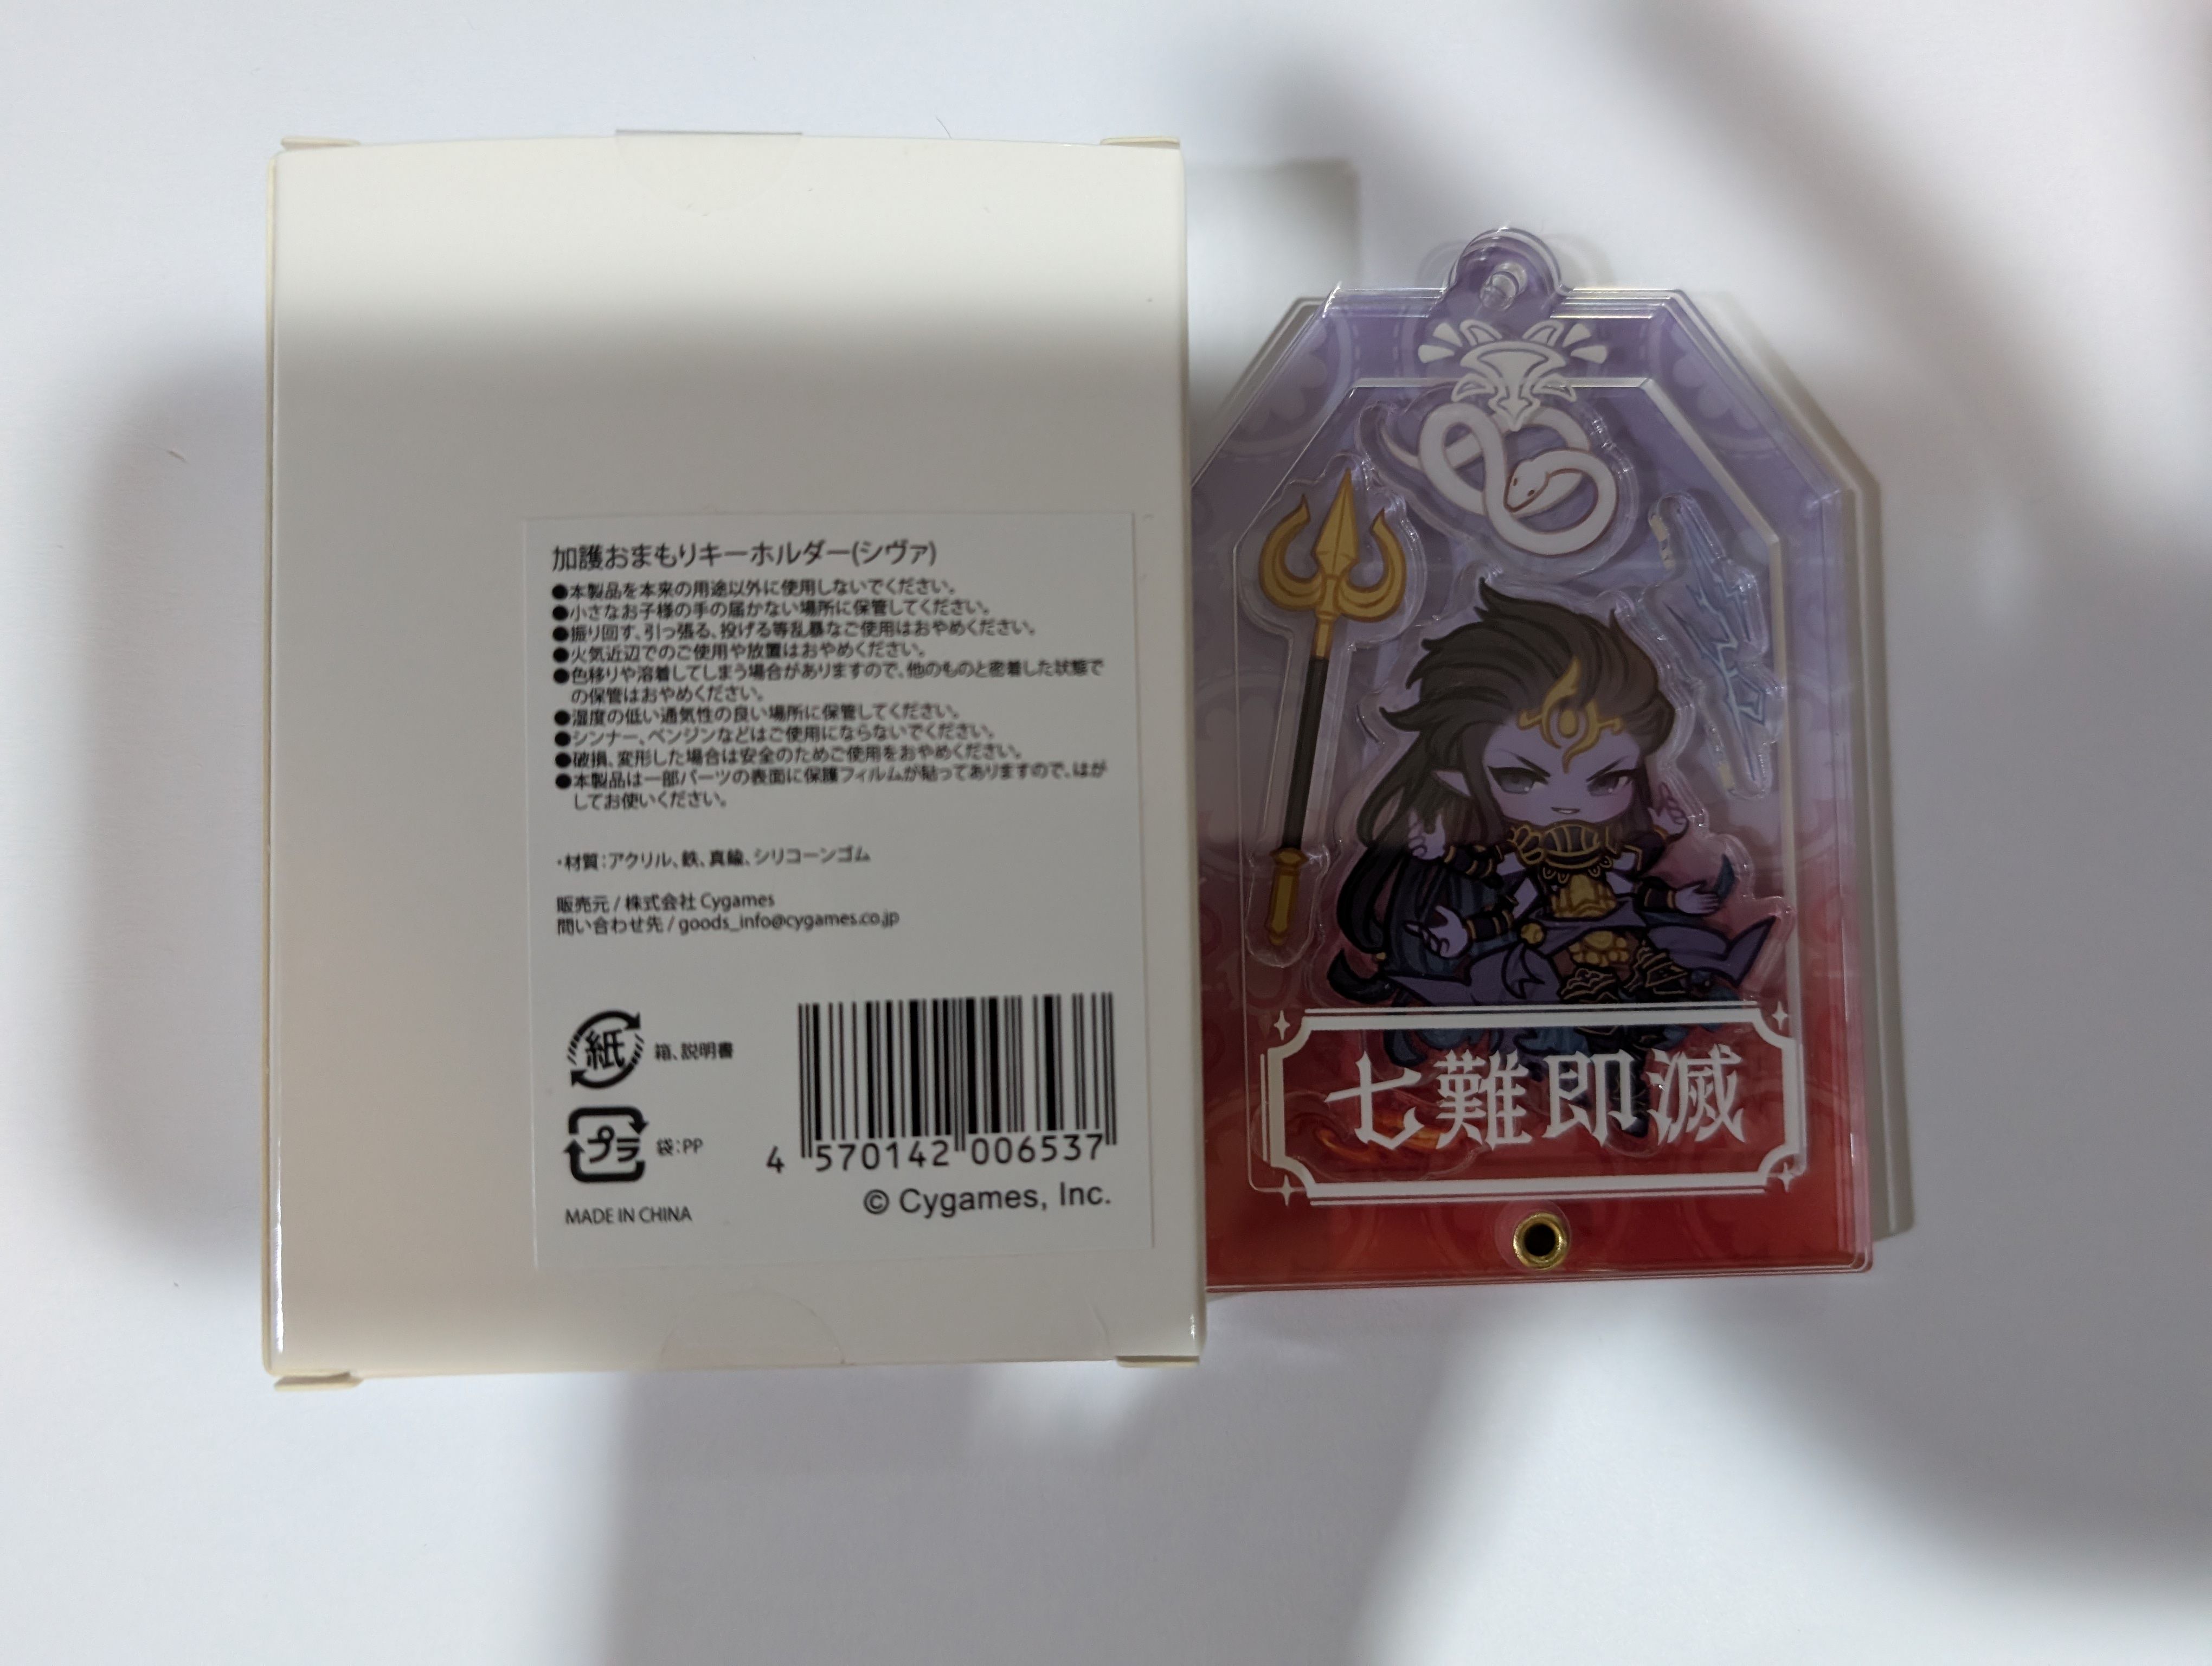 加護おまもりキーホルダー(シヴァ)
●本製品を本来の用途以外に使用しないでください。
●小さなお子様の手の届かない場所に保管してください。
●振り回す、引っ張る、投げる等乱暴なご使用はおやめください。
●火気近辺でのご使用や放置はおやめください。
●色移りや溶着してしまう場合がありますので、他のものと密着した状態で
の保管はおやめください。
●湿度の低い通気性の良い場所に保管してください。
●シンナー、ベンジンなどはご使用にならないでください。
●破損、変形した場合は安全のためご使用をおやめください。
●本製品は一部パーツの表面に保護フィルムが貼ってありますので、はが
してお使いください。
・材質：アクリル、鉄、真鍮、シリコーンゴム
販売元 / 株式会社 Cygames
問い合わせ先 / goods_info@cygames.co.jp
紙 箱、説明書
プラ 袋：PP
MADE IN CHINA
4 570142 006537
© Cygames, Inc.
七難即滅